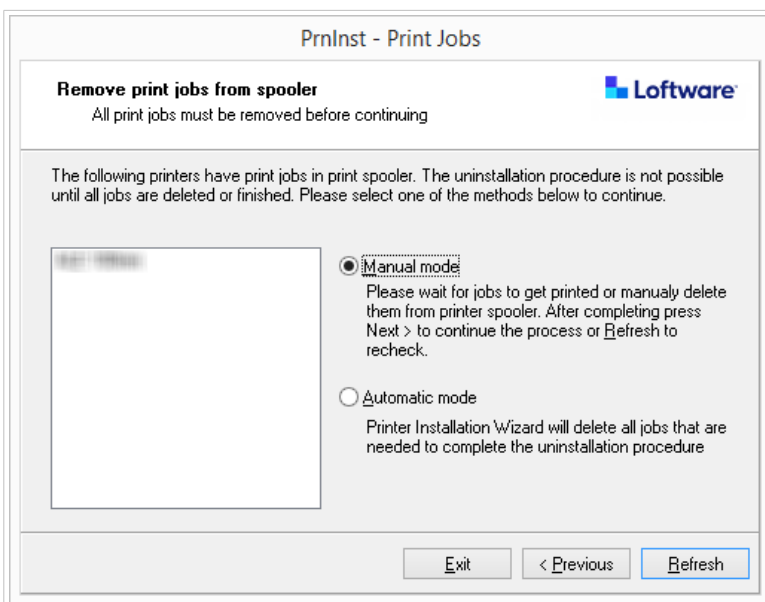 PrnInst - Print Jobs
Remove print jobs from spooler
All print jobs must be removed before continuing
Loftware
The following printers have print jobs in print spooler. The uninstallation procedure is not possible
until all jobs are deleted or finished. Please select one of the methods below to continue.
Manual mode
Please wait for jobs to get printed or manualy delete
them from printer spooler. After completing press
Next > to continue the process or Refresh to
recheck.
Automatic mode
Printer Installation Wizard will delete all jobs that are
needed to complete the uninstallation procedure
Exit
< Previous
Refresh